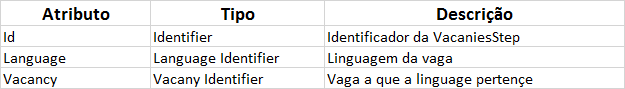 Atributo Tipo Descrição
Id Identifier Identificador da VacaniesStep
Language Language Identifier Linguagem da vaga
Vacancy Vacany Identifier Vaga a que a linguage pertençe